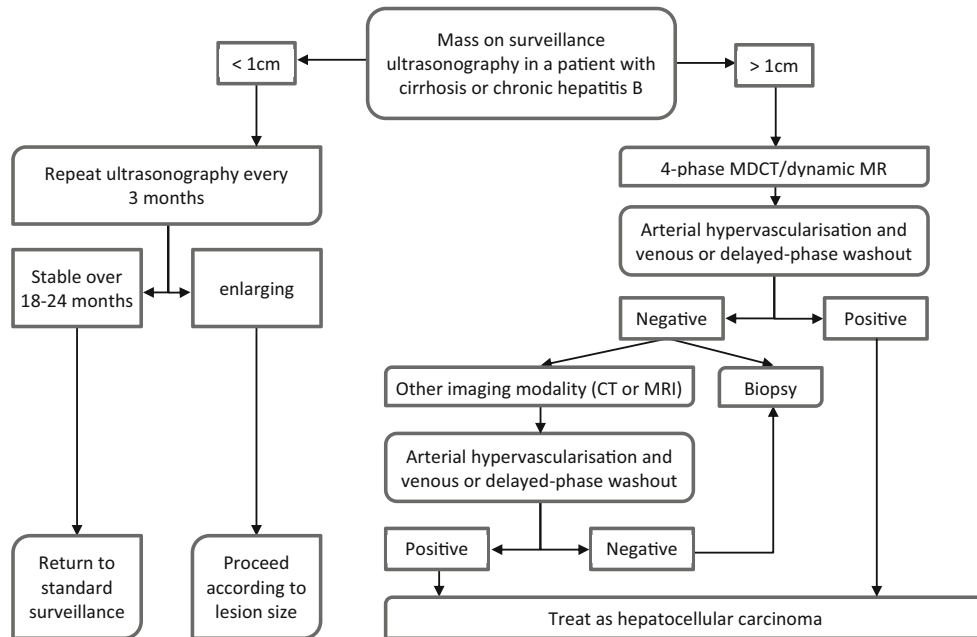 Mass on surveillance
ultrasonography in a patient with
cirrhosis or chronic hepatitis B
< 1cm
> 1cm
Repeat ultrasonography every
3 months
4-phase MDCT/dynamic MR
Arterial hypervascularisation and
venous or delayed-phase washout
Stable over
18-24 months
enlarging
Negative
Positive
Other imaging modality (CT or MRI)
Biopsy
Arterial hypervascularisation and
venous or delayed-phase washout
Positive
Negative
Return to
standard
surveillance
Proceed
according to
lesion size
Treat as hepatocellular carcinoma